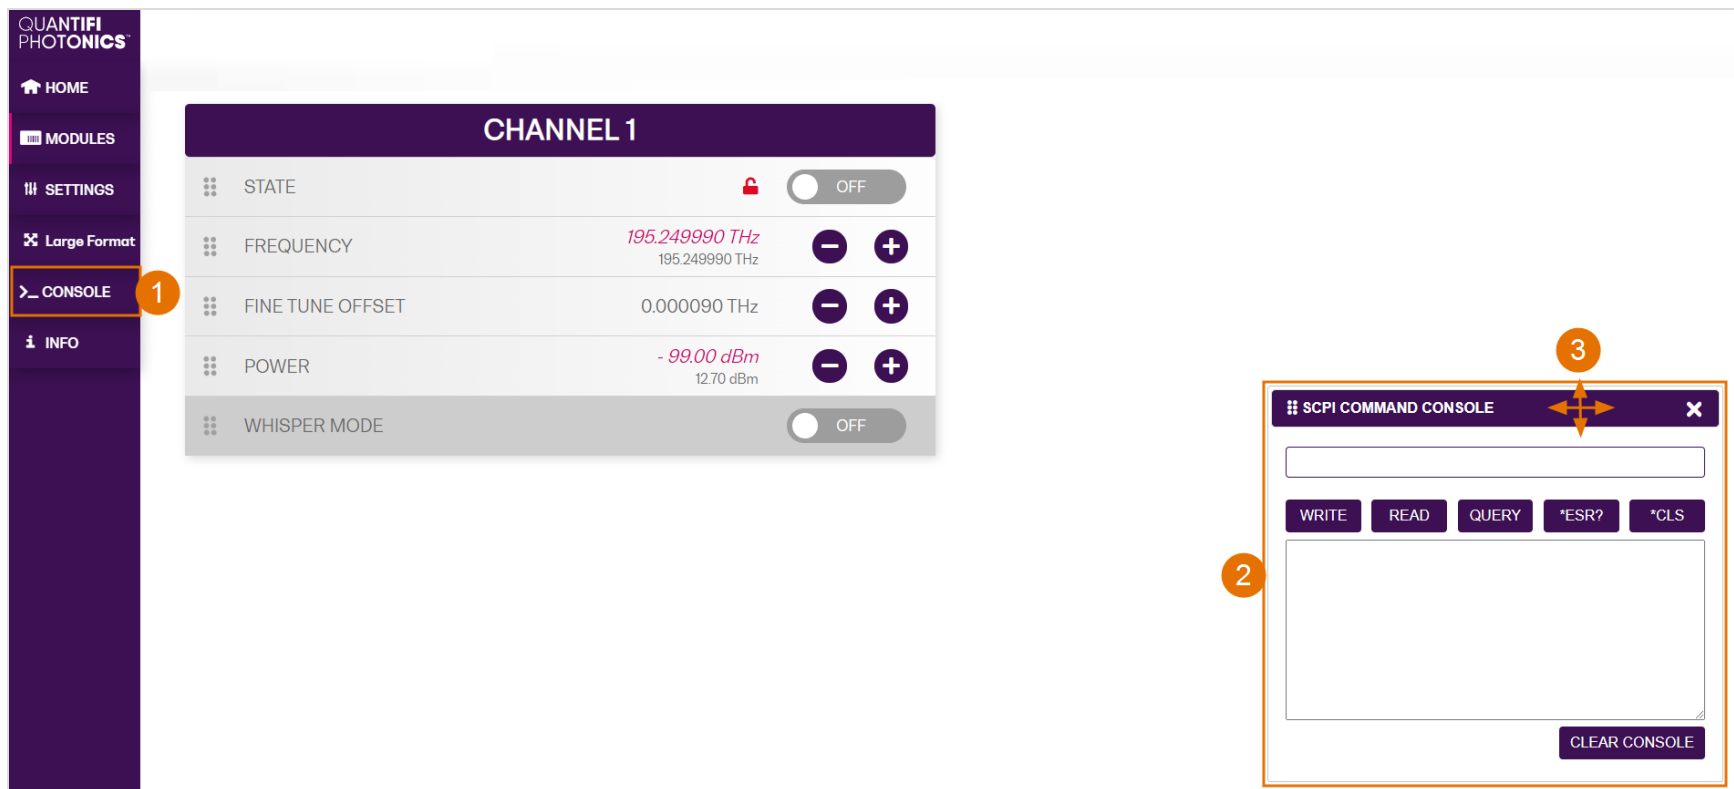 QUANTIFI
PHOTONICS™
HOME
MODULES
SETTINGS
Large Format
>_ CONSOLE
1
INFO
CHANNEL 1
STATE
OFF
FREQUENCY
195.249990 THz
195.249990 THz
FINE TUNE OFFSET
0.000090 THz
POWER
- 99.00 dBm
12.70 dBm
WHISPER MODE
OFF
3
SCPI COMMAND CONSOLE
WRITE READ QUERY *ESR? *CLS
2
CLEAR CONSOLE